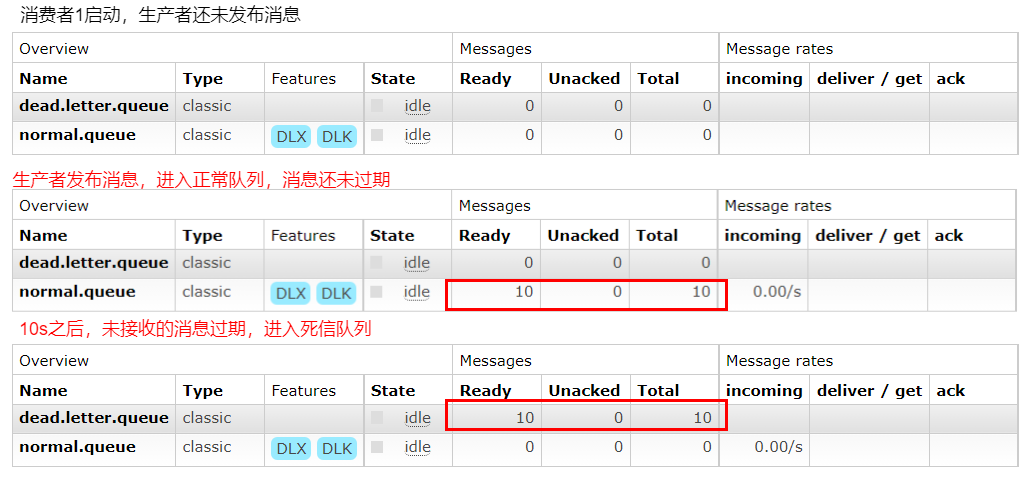 消费者1启动，生产者还未发布消息
Overview Messages Message rates
Name Type Features State Ready Unacked Total incoming deliver / get ack
dead.letter.queue classic idle 0 0 0
normal.queue classic DLX DLK idle 0 0 0
生产者发布消息，进入正常队列，消息还未过期
Overview Messages Message rates
Name Type Features State Ready Unacked Total incoming deliver / get ack
dead.letter.queue classic idle 0 0 0
normal.queue classic DLX DLK idle 10 0 10 0.00/s
10s之后，未接收的消息过期，进入死信队列
Overview Messages Message rates
Name Type Features State Ready Unacked Total incoming deliver / get ack
dead.letter.queue classic idle 10 0 10
normal.queue classic DLX DLK idle 0 0 0 0.00/s